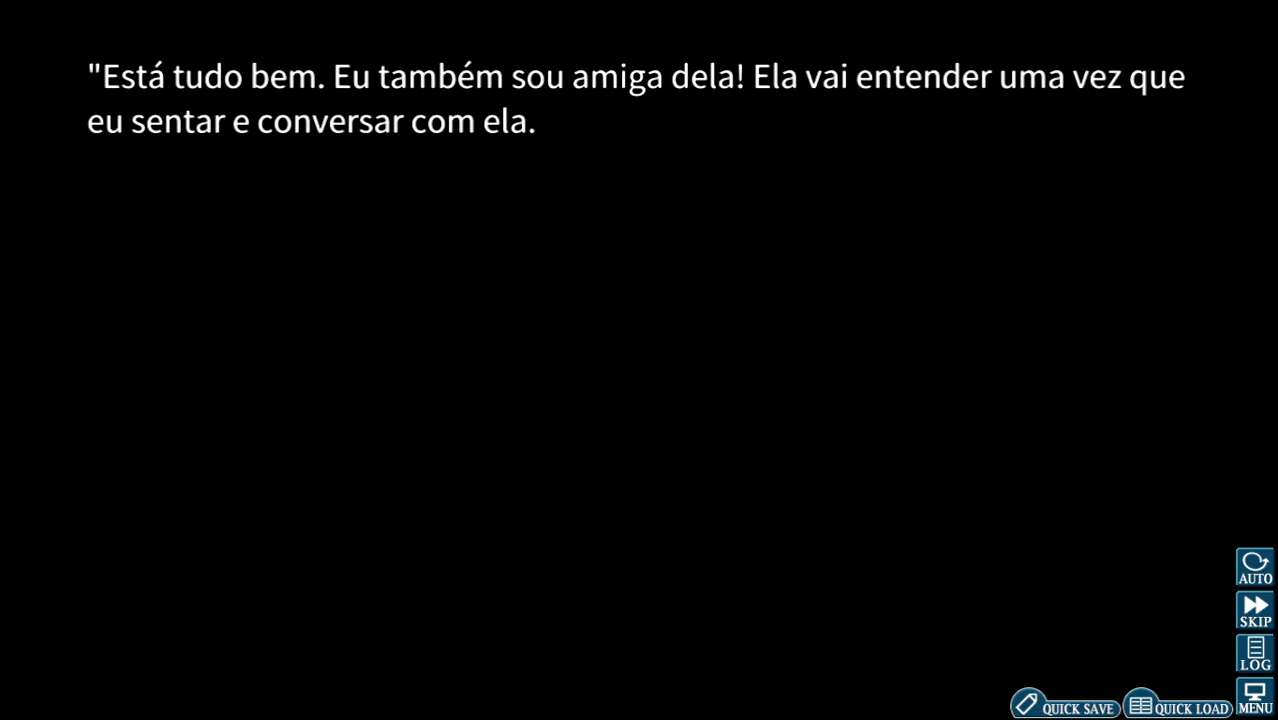 "Está tudo bem. Eu também sou amiga dela! Ela vai entender uma vez que
eu sentar e conversar com ela.
AUTO
SKIP
LOG
QUICK SAVE
QUICK LOAD
MENU